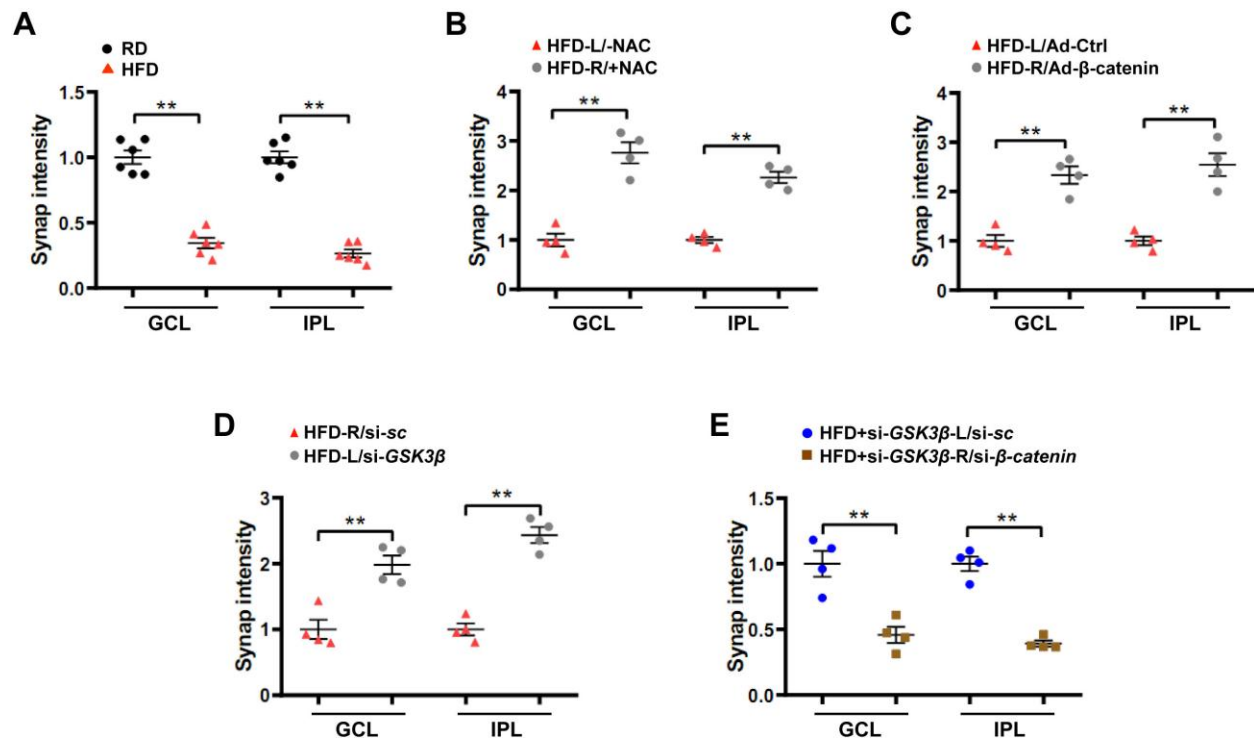 A
RD
HFD
Synap intensity
1.5
1.0
0.5
0.0
**
**
GCL
IPL
B
HFD-L/-NAC
HFD-R/+NAC
Synap intensity
4
3
2
1
0
**
**
GCL
IPL
C
HFD-L/Ad-Ctrl
HFD-R/Ad-β-catenin
Synap intensity
4
2
0
**
**
GCL
IPL
D
HFD-R/si-sc
HFD-L/si-GSK3β
Synap intensity
3
2
1
0
**
**
GCL
IPL
E
HFD+si-GSK3β-L/si-sc
HFD+si-GSK3β-R/si-β-catenin
Synap intensity
1.5
1.0
0.5
0.0
**
**
GCL
IPL